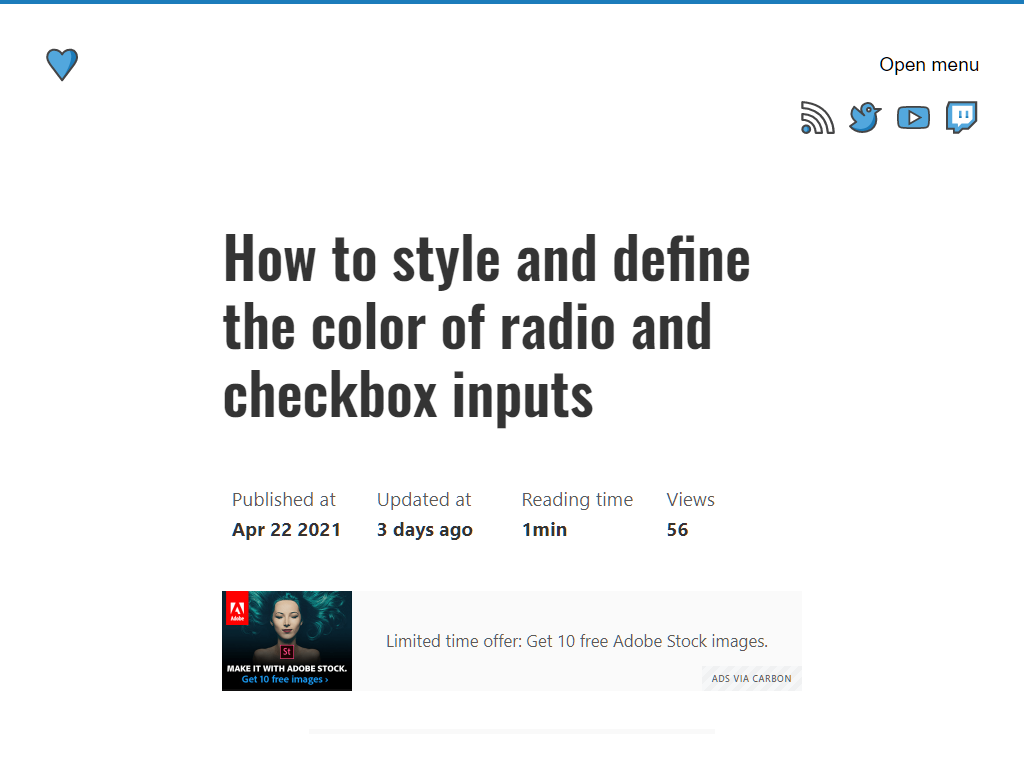 Open menu
How to style and define
the color of radio and
checkbox inputs
Published at
Apr 22 2021
Updated at
3 days ago
Reading time
1min
Views
56
Adobe
St
MAKE IT WITH ADOBE STOCK.
Get 10 free images ›
Limited time offer: Get 10 free Adobe Stock images.
ADS VIA CARBON